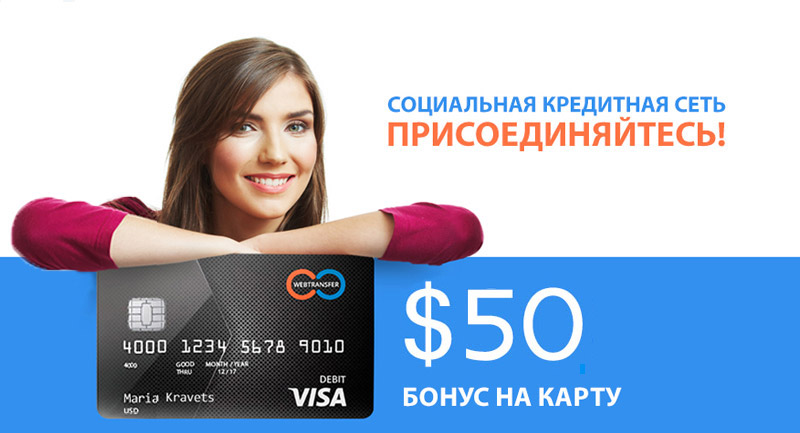 СОЦИАЛЬНАЯ КРЕДИТНАЯ СЕТЬ
ПРИСОЕДИНЯЙТЕСЬ!
WEBTRANSFER
4000 1234 5678 9010
4000 GOOD THRU MONTH/YEAR 12/17
DEBIT
VISA
Maria Kravets
USD
$50
БОНУС НА КАРТУ